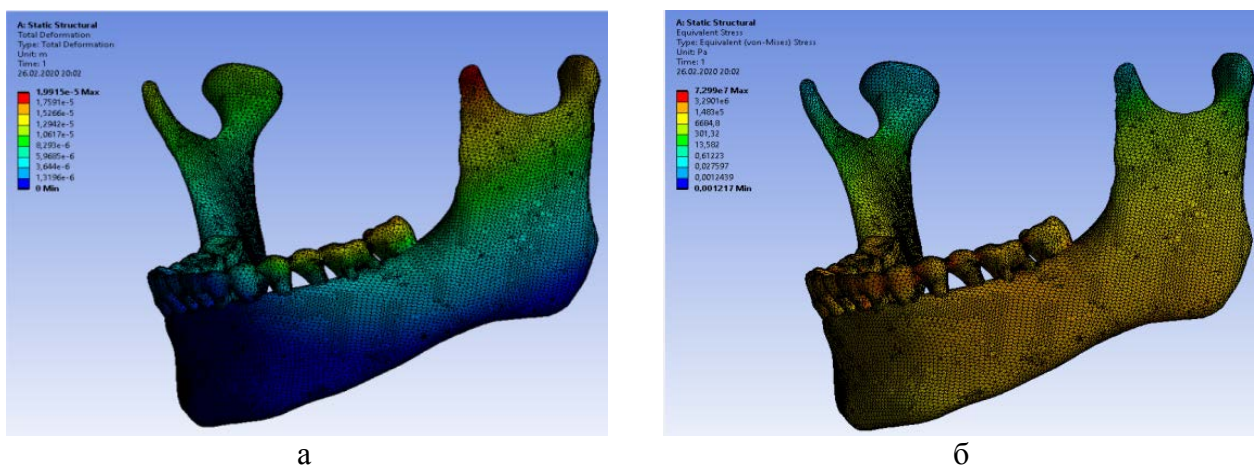 A: Static Structural
Total Deformation
Type: Total Deformation
Unit: m
Time: 1
26.02.2020 20:02
1,9915e-5 Max
1,7591e-5
1,5266e-5
1,2942e-5
1,0617e-5
8,293e-6
5,9685e-6
3,644e-6
1,3196e-6
0 Min
A: Static Structural
Equivalent Stress
Type: Equivalent (von-Mises) Stress
Unit: Pa
Time: 1
26.02.2020 20:02
7,299e7 Max
3,2901e6
1,483e5
6684,8
301,32
13,582
0,61223
0,027597
0,0012439
0,001217 Min
а
б